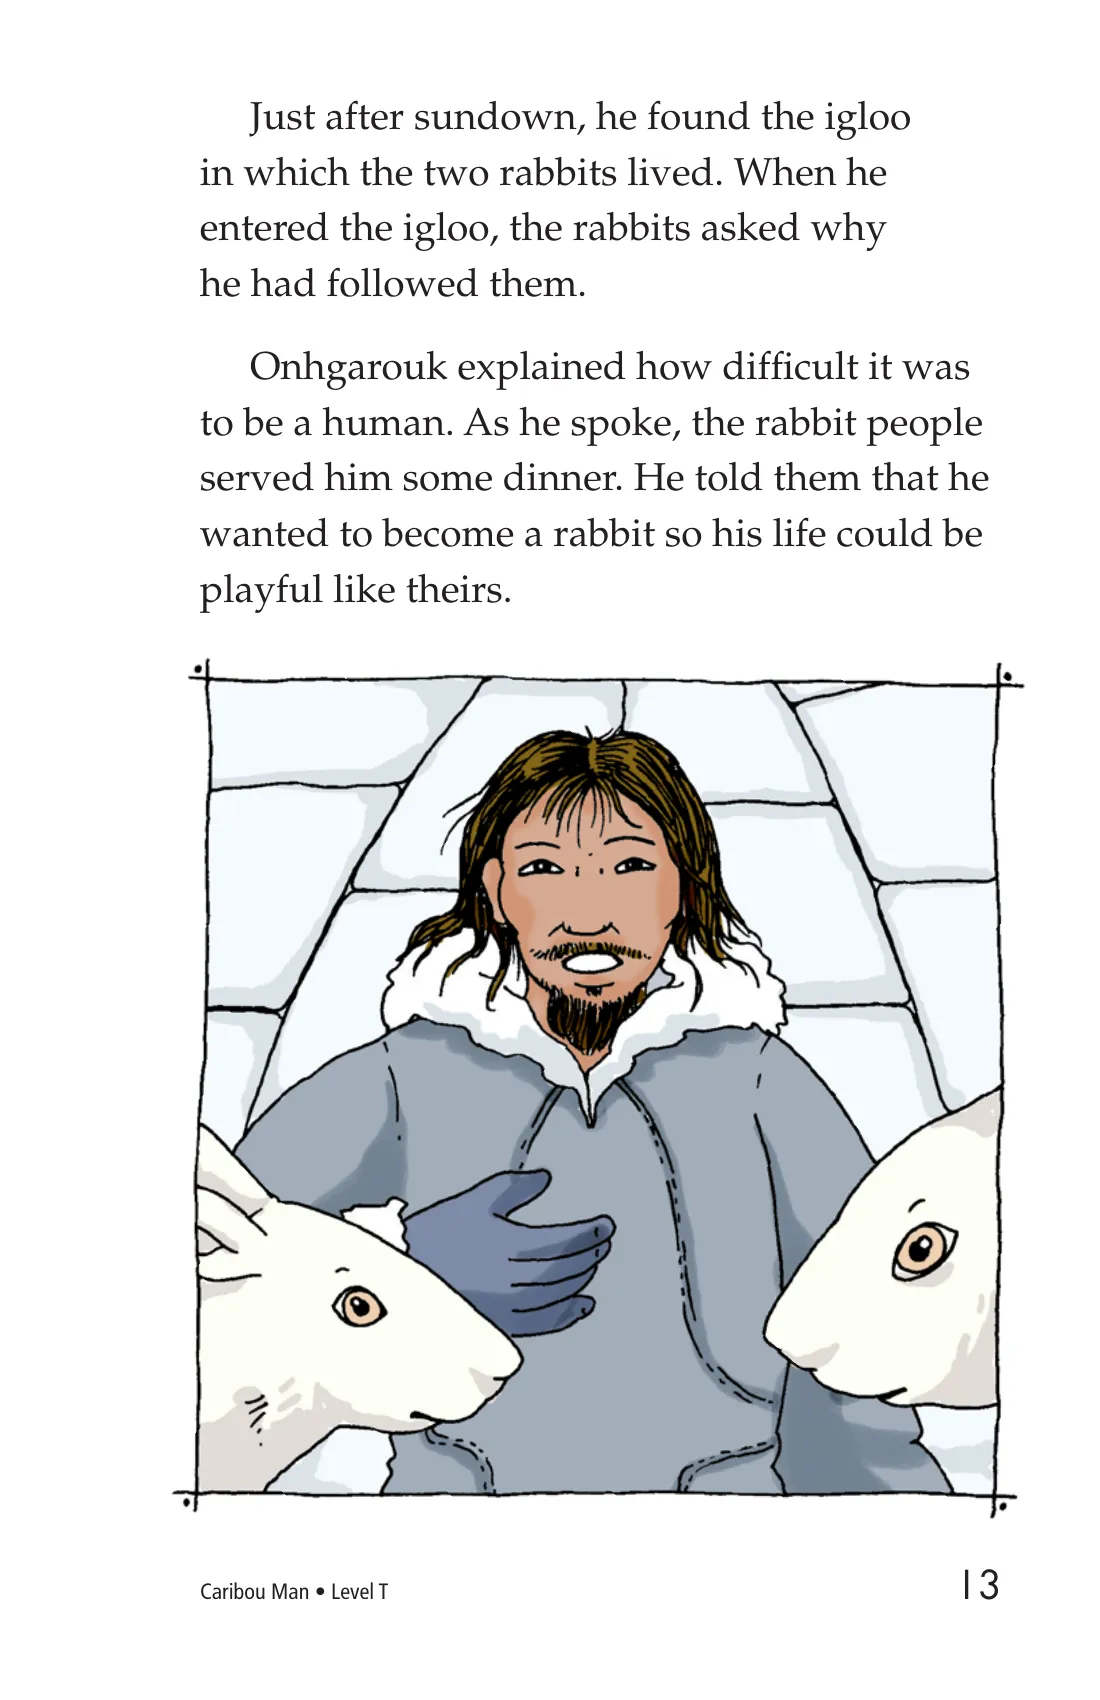 Just after sundown, he found the igloo
in which the two rabbits lived. When he
entered the igloo, the rabbits asked why
he had followed them.
Onhgarouk explained how difficult it was
to be a human. As he spoke, the rabbit people
served him some dinner. He told them that he
wanted to become a rabbit so his life could be
playful like theirs.
Caribou Man • Level T
13